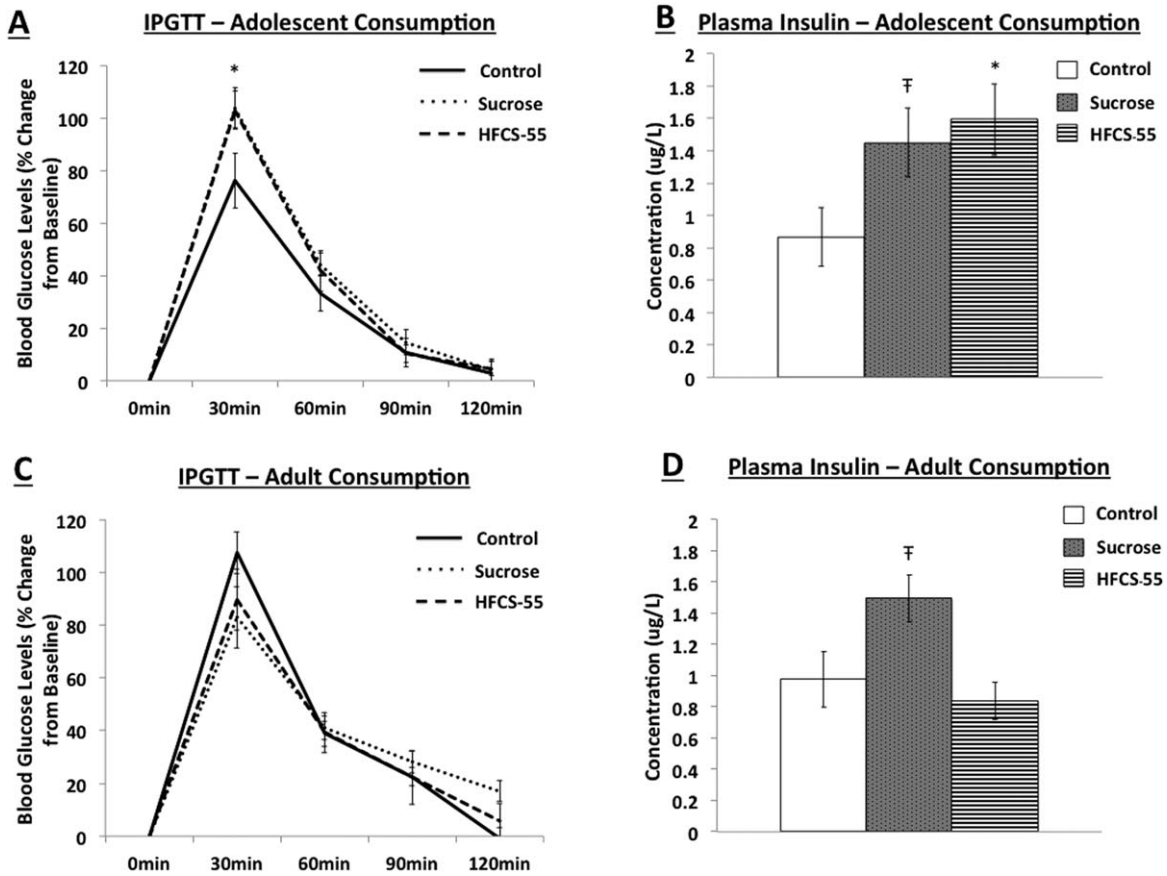 A
IPGTT – Adolescent Consumption
Blood Glucose Levels (% Change
from Baseline)
120
100
80
60
40
20
0
*
Control
Sucrose
HFCS-55
0min 30min 60min 90min 120min
B
Plasma Insulin – Adolescent Consumption
Concentration (ug/L)
2
1.8
1.6
1.4
1.2
1
0.8
0.6
0.4
0.2
0
Ŧ
*
Control
Sucrose
HFCS-55
C
IPGTT – Adult Consumption
Blood Glucose Levels (% Change
from Baseline)
120
100
80
60
40
20
0
Control
Sucrose
HFCS-55
0min 30min 60min 90min 120min
D
Plasma Insulin – Adult Consumption
Concentration (ug/L)
2
1.8
1.6
1.4
1.2
1
0.8
0.6
0.4
0.2
0
Ŧ
Control
Sucrose
HFCS-55